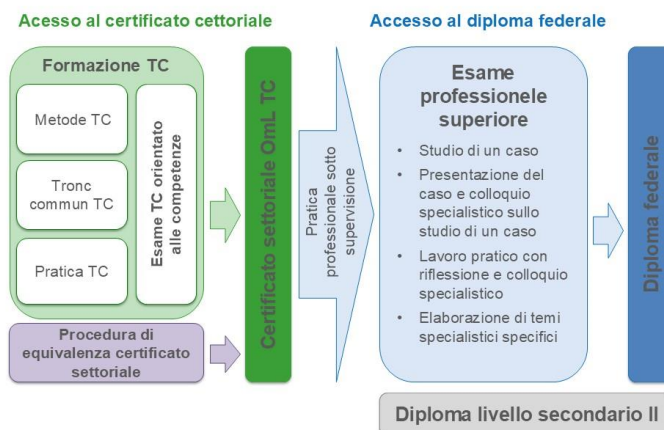 Acesso al certificato cettoriale
Formazione TC
Metode TC
Tronc
commun TC
Pratica TC
Esame TC orientato
alle competenze
Procedura di
equivalenza certificato
settoriale
Certificato settoriale OmL TC
Pratica
professionale sotto
supervisione
Accesso al diploma federale
Esame
professionele
superiore
• Studio di un caso
• Presentazione del
caso e colloquio
specialistico sullo
studio di un caso
• Lavoro pratico con
riflessione e colloquio
specialistico
• Elaborazione di temi
specialistici specifici
Diploma federale
Diploma livello secondario II